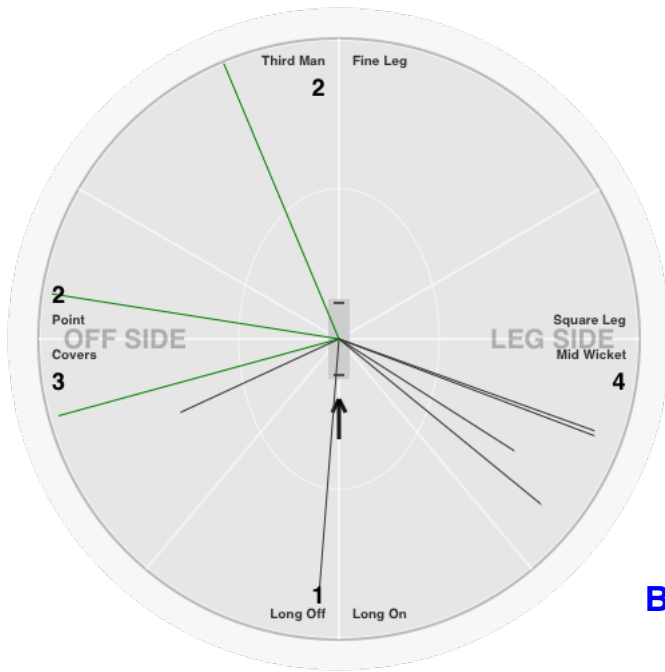 Third Man Fine Leg
2
2
Point
Square Leg
OFF SIDE LEG SIDE
Covers
Mid Wicket
3
4
1
Long Off Long On
B